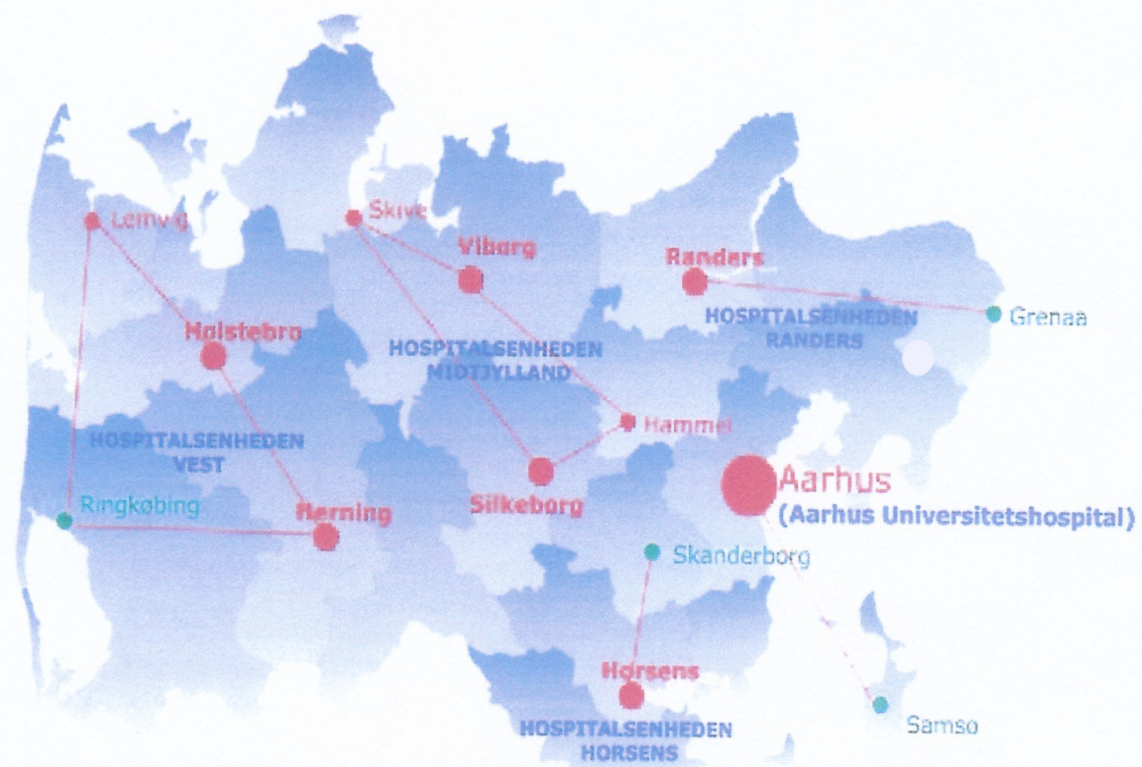 Lemvig
Skive
Viborg
Randers
Grenaa
Holstebro
HOSPITALSENHEDEN
RANDERS
HOSPITALSENHEDEN
MIDTJYLLAND
Hammel
HOSPITALSENHEDEN
VEST
Aarhus
(Aarhus Universitetshospital)
Ringkøbing
Herning
Silkeborg
Skanderborg
Horsens
Samsø
HOSPITALSENHEDEN
HORSENS